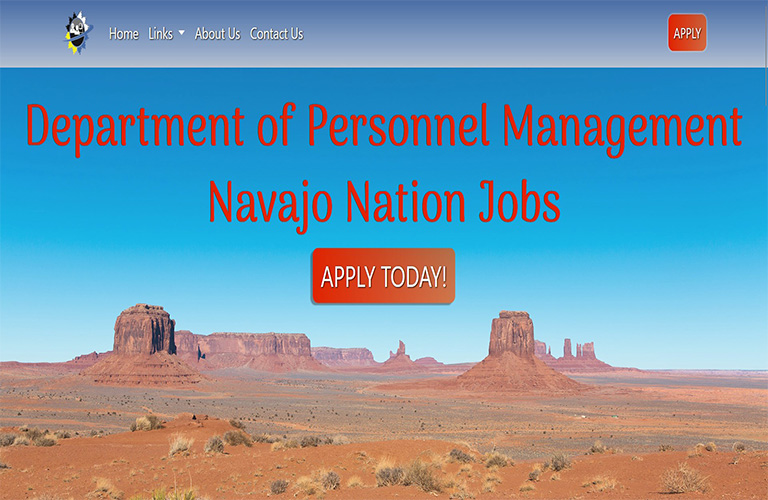 Home Links About Us Contact Us APPLY
Department of Personnel Management
Navajo Nation Jobs
APPLY TODAY!